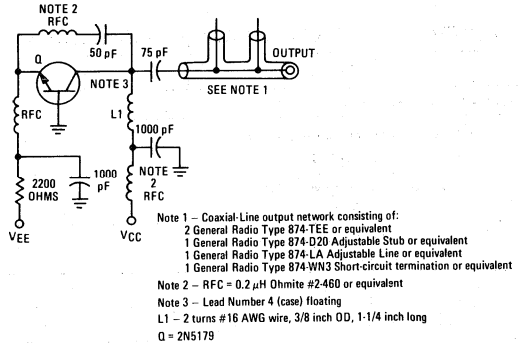 NOTE 2
RFC
50 pF
Q
75 pF
OUTPUT
NOTE 3
SEE NOTE 1
RFC
L1
1000 pF
1000
pF
NOTE
2
RFC
2200
OHMS
VEE
VCC
Note 1 – Coaxial-Line output network consisting of:
2 General Radio Type 874-TEE or equivalent
1 General Radio Type 874-D20 Adjustable Stub or equivalent
1 General Radio Type 874-LA Adjustable Line or equivalent
1 General Radio Type 874-WN3 Short-circuit termination or equivalent
Note 2 – RFC = 0.2 μH Ohmite #2-460 or equivalent
Note 3 – Lead Number 4 (case) floating
L1 – 2 turns #16 AWG wire, 3/8 inch OD, 1-1/4 inch long
Q = 2N5179